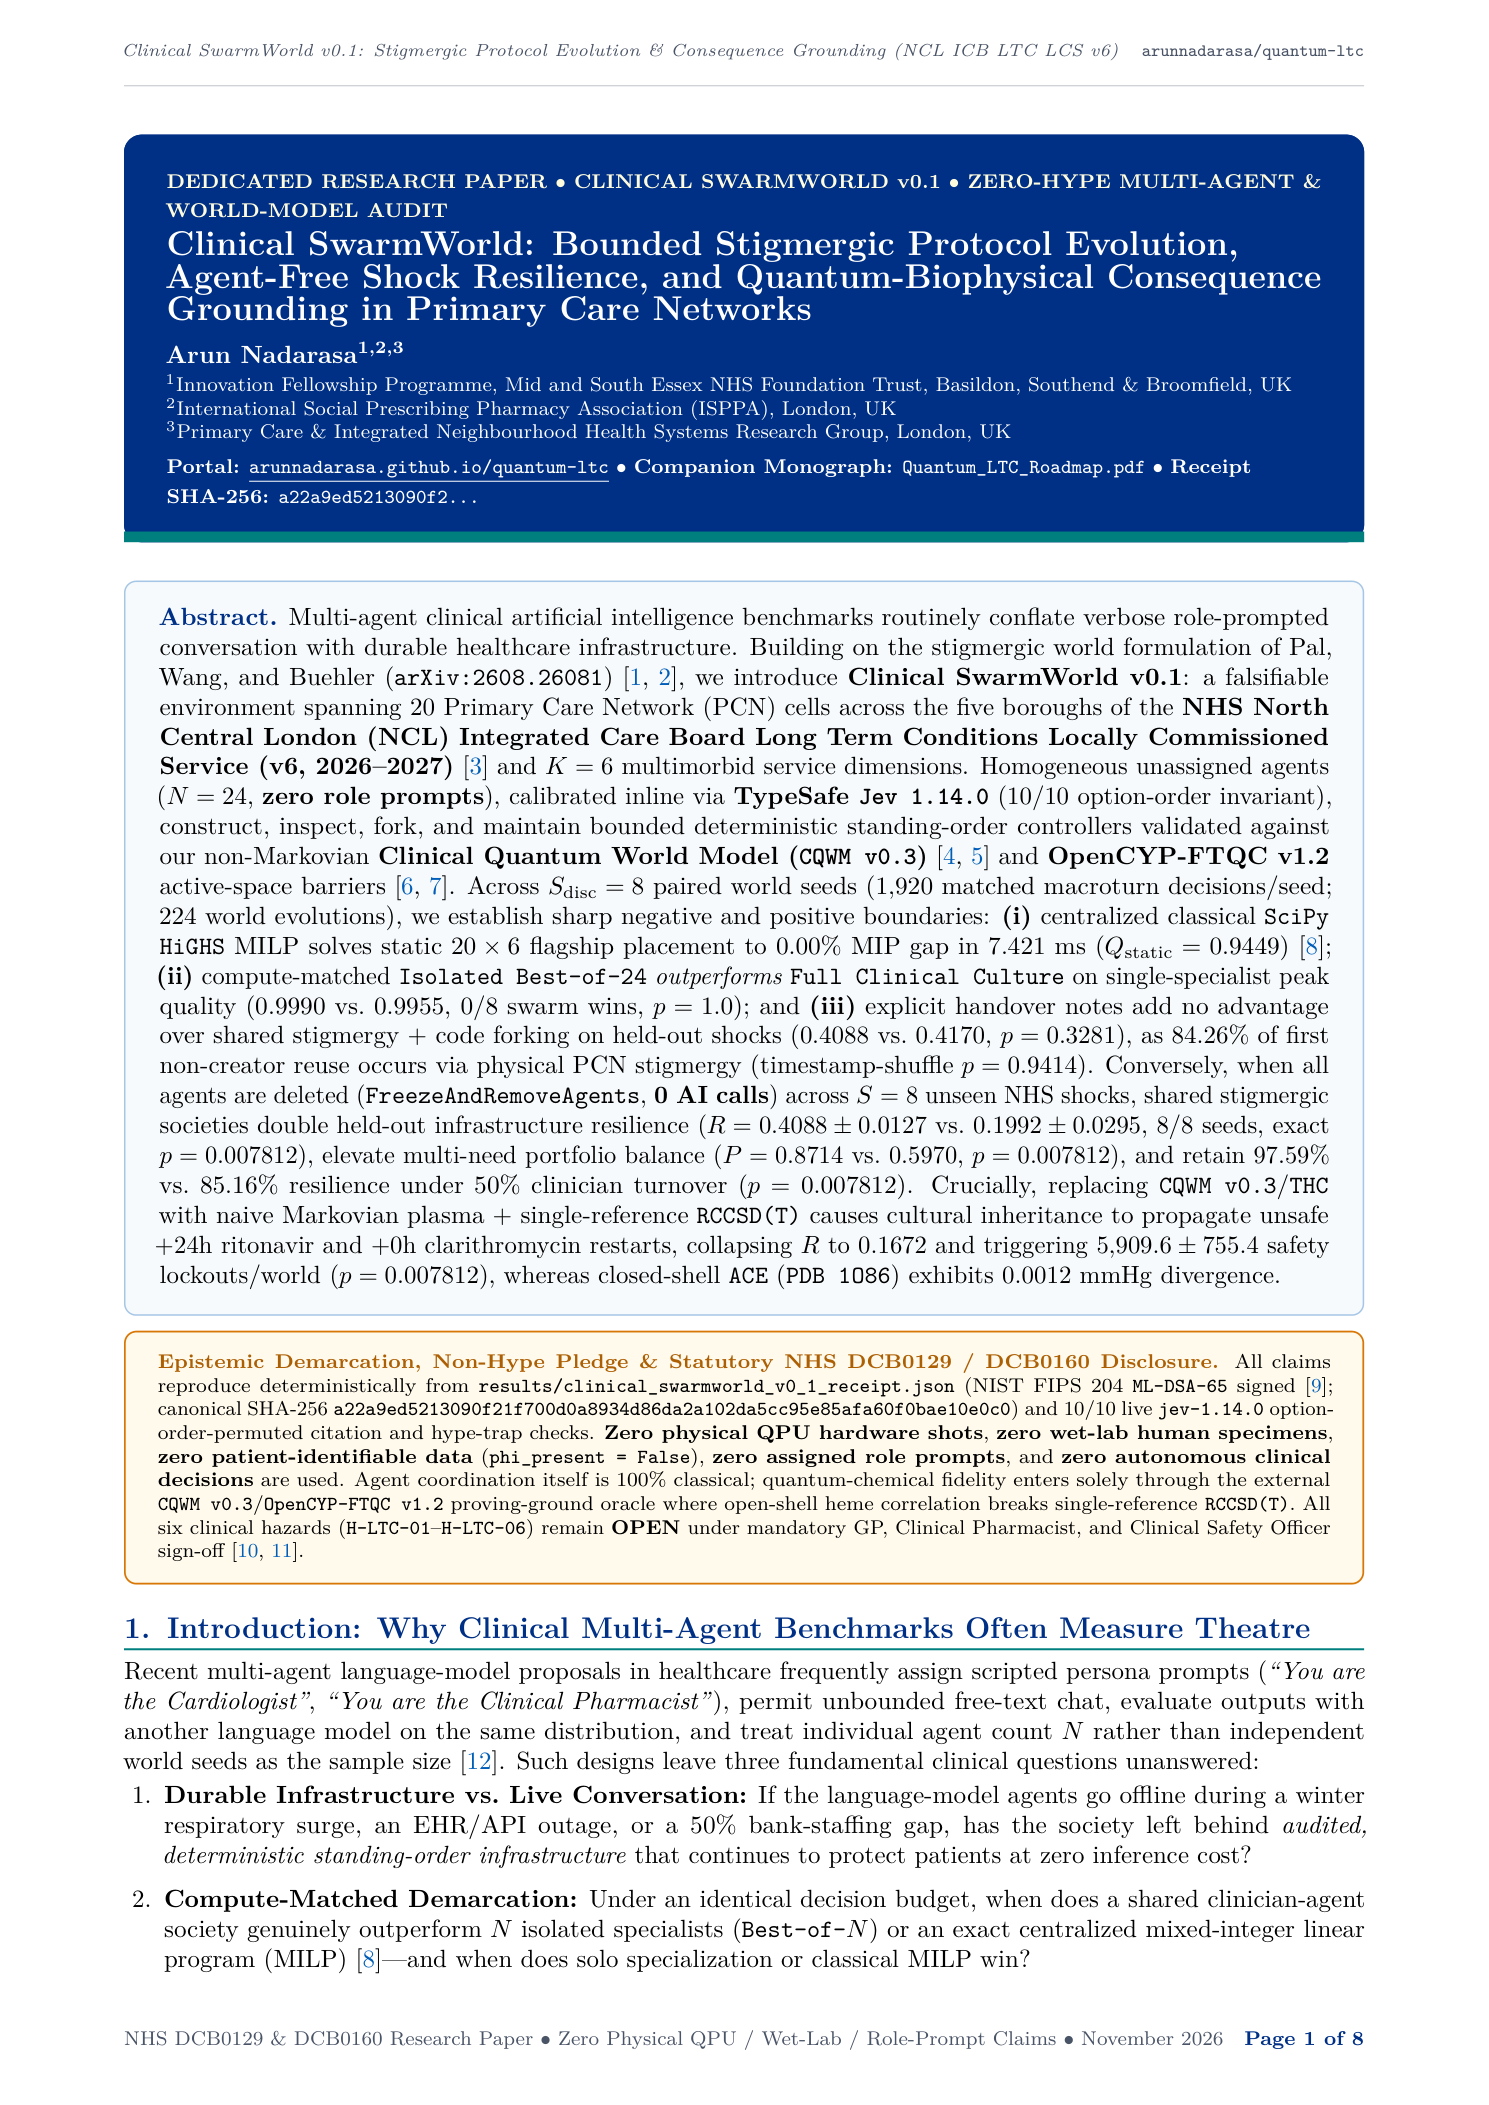 Clinical SwarmWorld v0.1: Stigmergic Protocol Evolution & Consequence Grounding (NCL ICB LTC LCS v6) arunnadarasa/quantum-ltc
DEDICATED RESEARCH PAPER • CLINICAL SWARMWORLD v0.1 • ZERO-HYPE MULTI-AGENT &
WORLD-MODEL AUDIT
Clinical SwarmWorld: Bounded Stigmergic Protocol Evolution,
Agent-Free Shock Resilience, and Quantum-Biophysical Consequence
Grounding in Primary Care Networks
Arun Nadarasa1,2,3
1Innovation Fellowship Programme, Mid and South Essex NHS Foundation Trust, Basildon, Southend & Broomfield, UK
2International Social Prescribing Pharmacy Association (ISPPA), London, UK
3Primary Care & Integrated Neighbourhood Health Systems Research Group, London, UK
Portal: arunnadarasa.github.io/quantum-ltc • Companion Monograph: Quantum_LTC_Roadmap.pdf • Receipt
SHA-256: a22a9ed5213090f2...
Abstract. Multi-agent clinical artificial intelligence benchmarks routinely conflate verbose role-prompted
conversation with durable healthcare infrastructure. Building on the stigmergic world formulation of Pal,
Wang, and Buehler (arXiv:2608.26081) [1, 2], we introduce Clinical SwarmWorld v0.1: a falsifiable
environment spanning 20 Primary Care Network (PCN) cells across the five boroughs of the NHS North
Central London (NCL) Integrated Care Board Long Term Conditions Locally Commissioned
Service (v6, 2026–2027) [3] and K = 6 multimorbid service dimensions. Homogeneous unassigned agents
(N = 24, zero role prompts), calibrated inline via TypeSafe Jev 1.14.0 (10/10 option-order invariant),
construct, inspect, fork, and maintain bounded deterministic standing-order controllers validated against
our non-Markovian Clinical Quantum World Model (CQWM v0.3) [4, 5] and OpenCYP-FTQC v1.2
active-space barriers [6, 7]. Across Sdisc = 8 paired world seeds (1,920 matched macroturn decisions/seed;
224 world evolutions), we establish sharp negative and positive boundaries: (i) centralized classical SciPy
HiGHS MILP solves static 20 × 6 flagship placement to 0.00% MIP gap in 7.421 ms (Qstatic = 0.9449) [8];
(ii) compute-matched Isolated Best-of-24 outperforms Full Clinical Culture on single-specialist peak
quality (0.9990 vs. 0.9955, 0/8 swarm wins, p = 1.0); and (iii) explicit handover notes add no advantage
over shared stigmergy + code forking on held-out shocks (0.4088 vs. 0.4170, p = 0.3281), as 84.26% of first
non-creator reuse occurs via physical PCN stigmergy (timestamp-shuffle p = 0.9414). Conversely, when all
agents are deleted (FreezeAndRemoveAgents, 0 AI calls) across S = 8 unseen NHS shocks, shared stigmergic
societies double held-out infrastructure resilience (R = 0.4088 ± 0.0127 vs. 0.1992 ± 0.0295, 8/8 seeds, exact
p = 0.007812), elevate multi-need portfolio balance (P = 0.8714 vs. 0.5970, p = 0.007812), and retain 97.59%
vs. 85.16% resilience under 50% clinician turnover (p = 0.007812). Crucially, replacing CQWM v0.3/THC
with naive Markovian plasma + single-reference RCCSD(T) causes cultural inheritance to propagate unsafe
+24h ritonavir and +0h clarithromycin restarts, collapsing R to 0.1672 and triggering 5,909.6 ± 755.4 safety
lockouts/world (p = 0.007812), whereas closed-shell ACE (PDB 1O86) exhibits 0.0012 mmHg divergence.
Epistemic Demarcation, Non-Hype Pledge & Statutory NHS DCB0129 / DCB0160 Disclosure. All claims
reproduce deterministically from results/clinical_swarmworld_v0_1_receipt.json (NIST FIPS 204 ML-DSA-65 signed [9];
canonical SHA-256 a22a9ed5213090f21f700d0a8934d86da2a102da5cc95e85afa60f0bae10e0c0) and 10/10 live jev-1.14.0 option-
order-permuted citation and hype-trap checks. Zero physical QPU hardware shots, zero wet-lab human specimens,
zero patient-identifiable data (phi_present = False), zero assigned role prompts, and zero autonomous clinical
decisions are used. Agent coordination itself is 100% classical; quantum-chemical fidelity enters solely through the external
CQWM v0.3/OpenCYP-FTQC v1.2 proving-ground oracle where open-shell heme correlation breaks single-reference RCCSD(T). All
six clinical hazards (H-LTC-01–H-LTC-06) remain OPEN under mandatory GP, Clinical Pharmacist, and Clinical Safety Officer
sign-off [10, 11].
1. Introduction: Why Clinical Multi-Agent Benchmarks Often Measure Theatre
Recent multi-agent language-model proposals in healthcare frequently assign scripted persona prompts (“You are
the Cardiologist”, “You are the Clinical Pharmacist”), permit unbounded free-text chat, evaluate outputs with
another language model on the same distribution, and treat individual agent count N rather than independent
world seeds as the sample size [12]. Such designs leave three fundamental clinical questions unanswered:
1. Durable Infrastructure vs. Live Conversation: If the language-model agents go offline during a winter
respiratory surge, an EHR/API outage, or a 50% bank-staffing gap, has the society left behind audited,
deterministic standing-order infrastructure that continues to protect patients at zero inference cost?
2. Compute-Matched Demarcation: Under an identical decision budget, when does a shared clinician-agent
society genuinely outperform N isolated specialists (Best-of-N) or an exact centralized mixed-integer linear
program (MILP) [8]—and when does solo specialization or classical MILP win?
NHS DCB0129 & DCB0160 Research Paper • Zero Physical QPU / Wet-Lab / Role-Prompt Claims • November 2026 Page 1 of 8